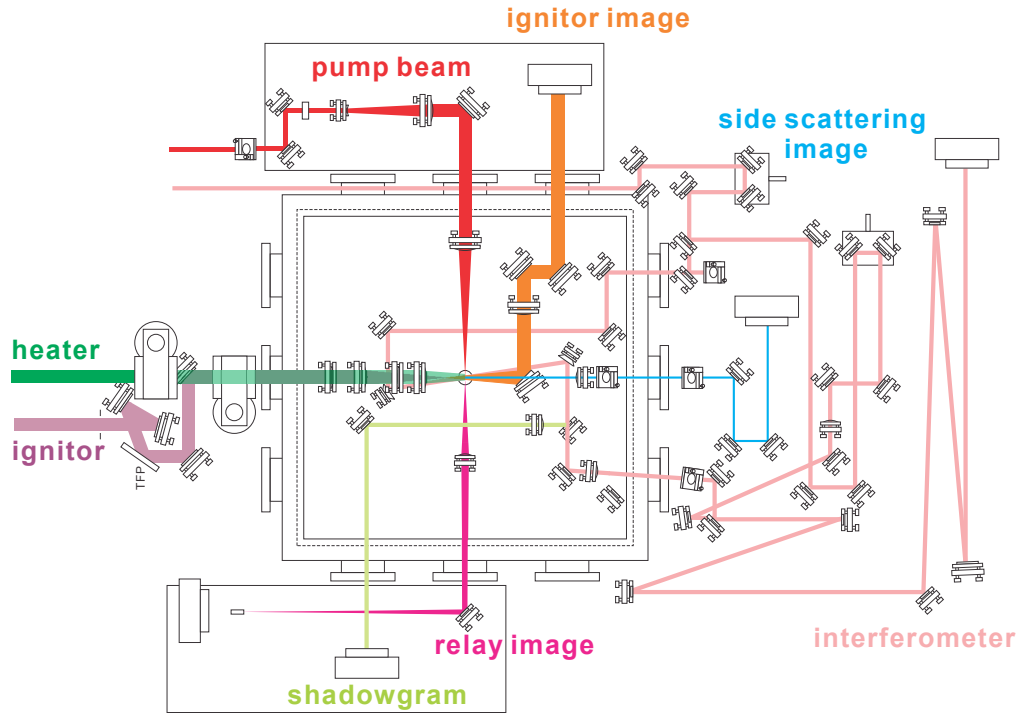 ignitor image
pump beam
side scattering
image
heater
ignitor
TFP
interferometer
relay image
shadowgram